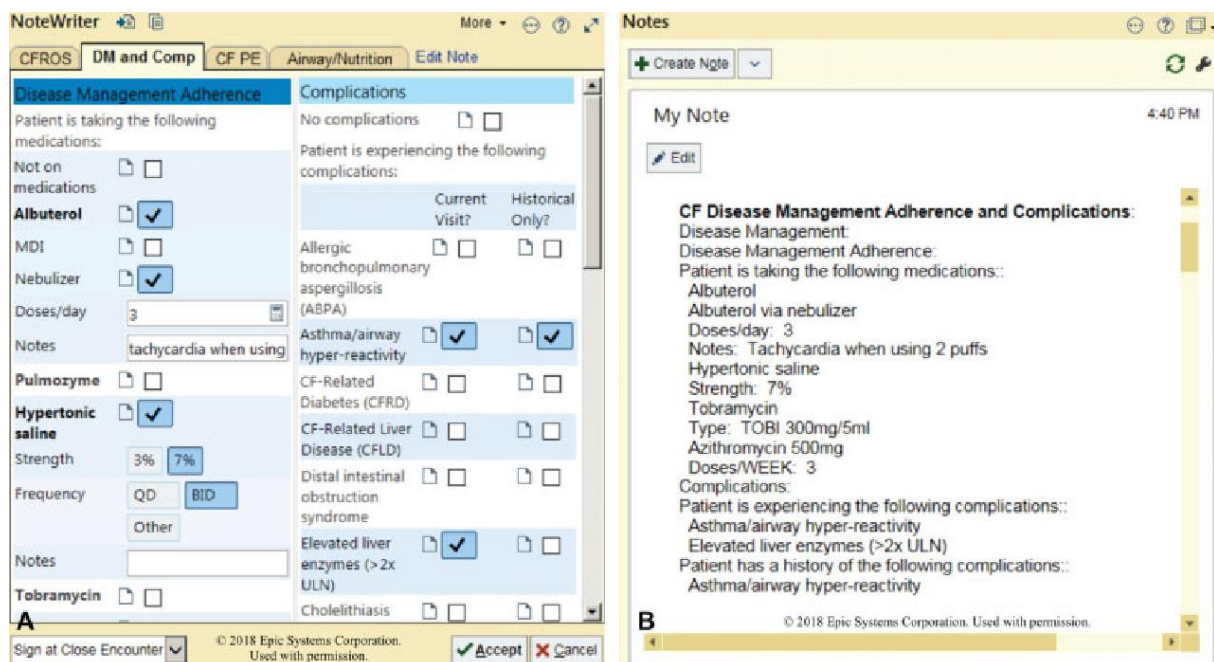 NoteWriter
More
CFROS DM and Comp CF PE Airway/Nutrition Edit Note
Disease Management Adherence
Patient is taking the following
medications:
Not on
medications
Albuterol
MDI
Nebulizer
Doses/day 3
Notes tachycardia when using
Pulmozyme
Hypertonic
saline
Strength 3% 7%
Frequency QD BID
Other
Notes
Tobramycin
Complications
No complications
Patient is experiencing the following
complications:
Current Historical
Visit? Only?
Allergic
bronchopulmonary
aspergillosis
(ABPA)
Asthma/airway
hyper-reactivity
CF-Related
Diabetes (CFRD)
CF-Related Liver
Disease (CFLD)
Distal intestinal
obstruction
syndrome
Elevated liver
enzymes (>2x
ULN)
Cholelithiasis
A
Sign at Close Encounter
© 2018 Epic Systems Corporation.
Used with permission.
Accept Cancel
Notes
Create Note
My Note 4:40 PM
Edit
CF Disease Management Adherence and Complications:
Disease Management:
Disease Management Adherence:
Patient is taking the following medications::
Albuterol
Albuterol via nebulizer
Doses/day: 3
Notes: Tachycardia when using 2 puffs
Hypertonic saline
Strength: 7%
Tobramycin
Type: TOBI 300mg/5ml
Azithromycin 500mg
Doses/WEEK: 3
Complications:
Patient is experiencing the following complications::
Asthma/airway hyper-reactivity
Elevated liver enzymes (>2x ULN)
Patient has a history of the following complications::
Asthma/airway hyper-reactivity
B
© 2018 Epic Systems Corporation. Used with permission.